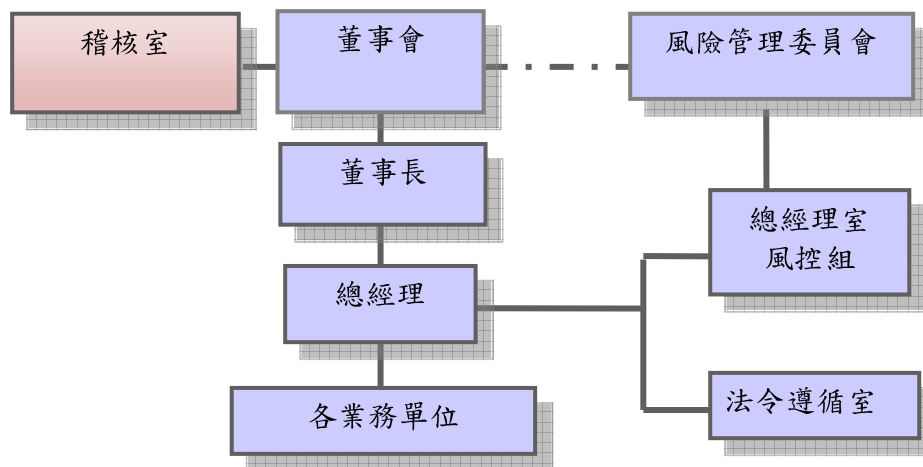 稽核室
董事會
風險管理委員會
董事長
總經理室
風控組
總經理
各業務單位
法令遵循室